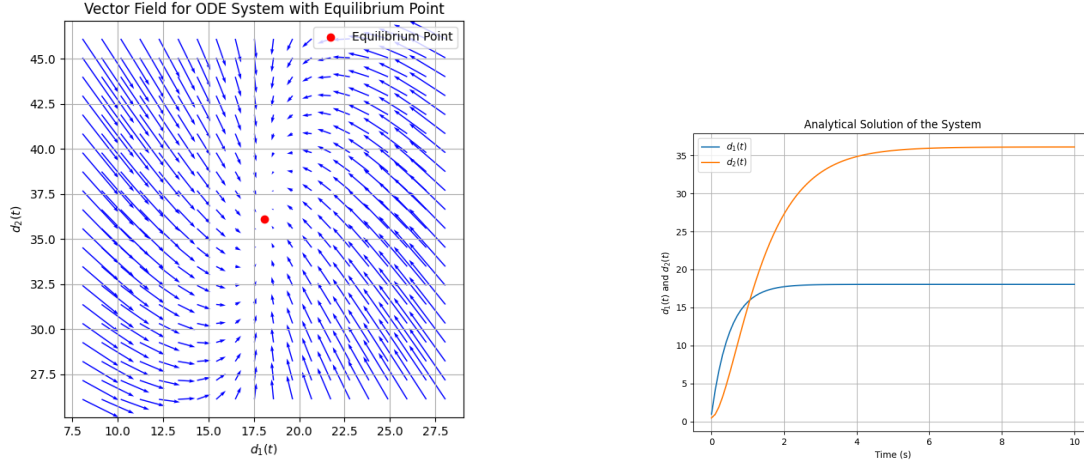 Vector Field for ODE System with Equilibrium Point
Equilibrium Point
45.0
42.5
40.0
37.5
35.0
32.5
30.0
27.5
d₂(t)
7.5 10.0 12.5 15.0 17.5 20.0 22.5 25.0 27.5
d₁(t)
Analytical Solution of the System
d₁(t)
d₂(t)
35
30
25
20
15
10
5
0
d₁(t) and d₂(t)
0 2 4 6 8 10
Time (s)